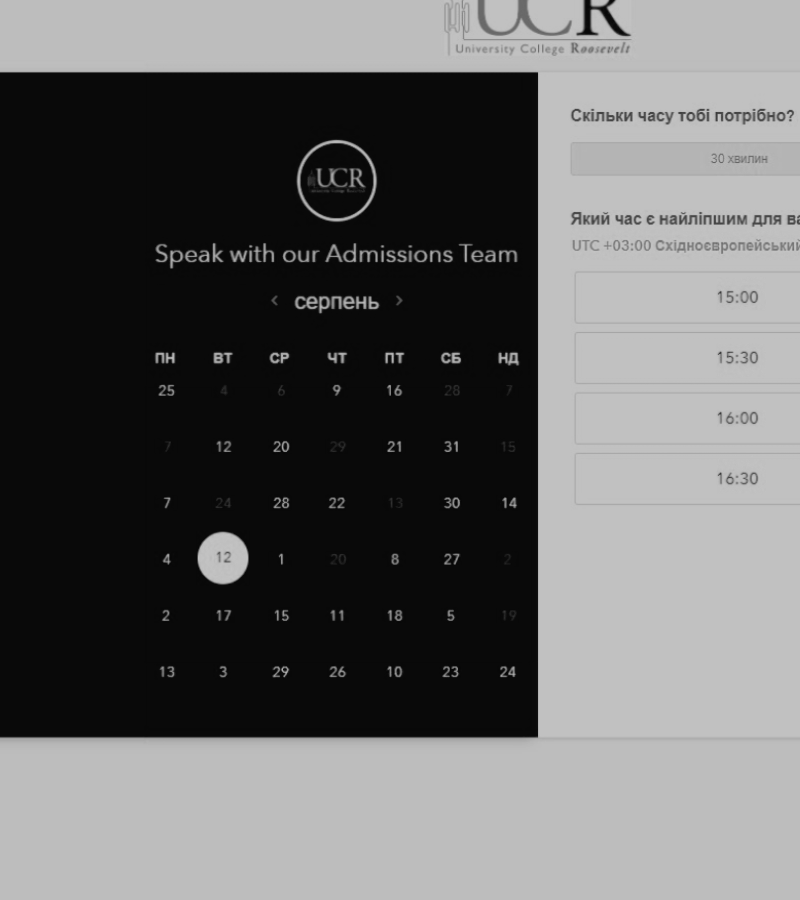 UCR
University College Roosevelt
UCR
Speak with our Admissions Team
< серпень >
ПН ВТ СР ЧТ ПТ СБ НД
25 4 6 9 16 28 7
7 12 20 29 21 31 15
7 24 28 22 13 30 14
4 12 1 20 8 27 2
2 17 15 11 18 5 19
13 3 29 26 10 23 24
Скільки часу тобі потрібно?
30 хвилин
Який час є найліпшим для ва
UTC +03:00 Східноєвропейський
15:00
15:30
16:00
16:30